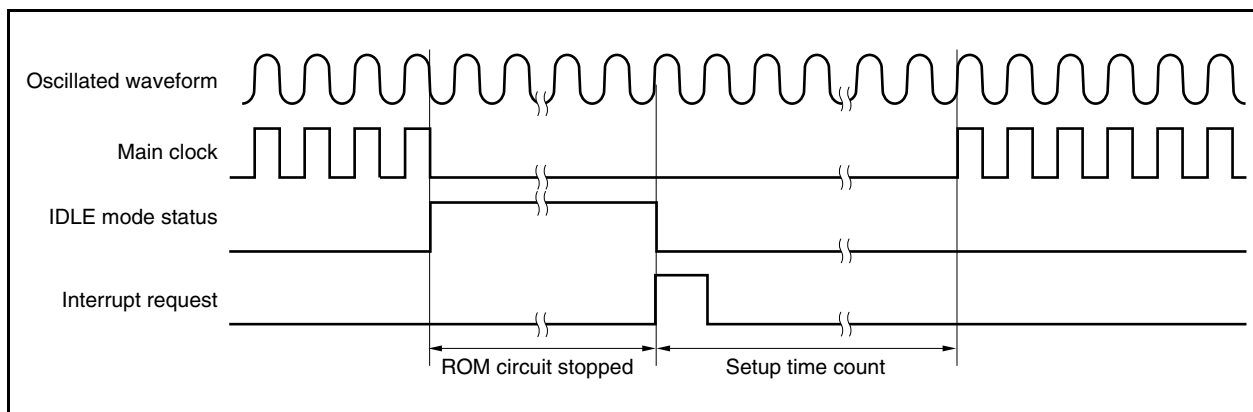 Oscillated waveform
Main clock
IDLE mode status
Interrupt request
ROM circuit stopped
Setup time count